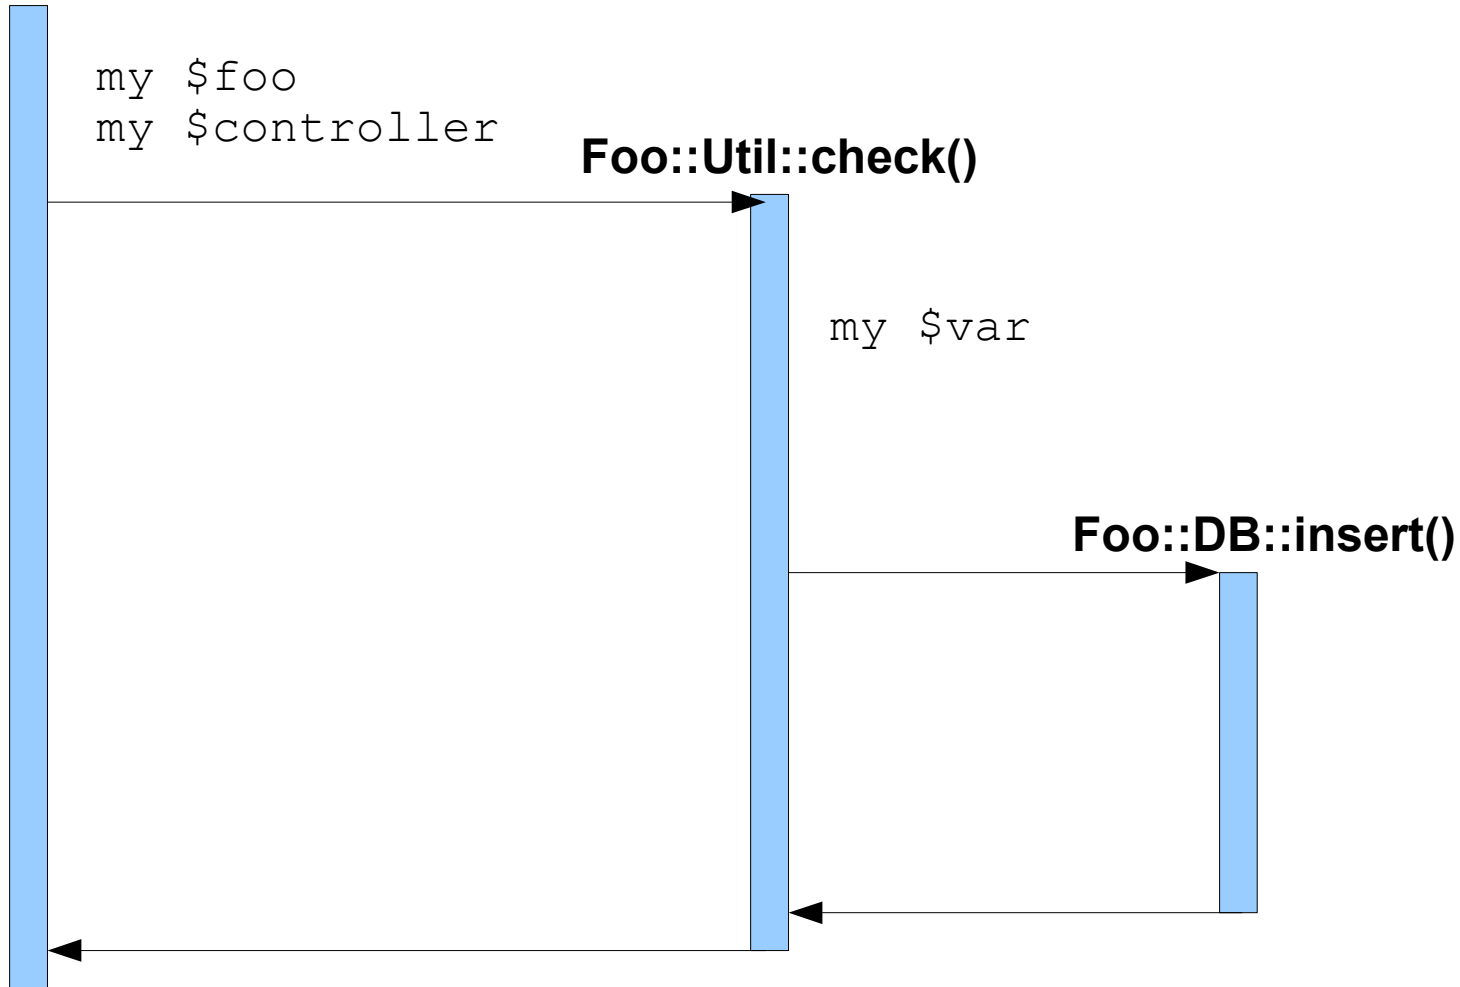 my $foo
my $controller
Foo::Util::check()
my $var
Foo::DB::insert()